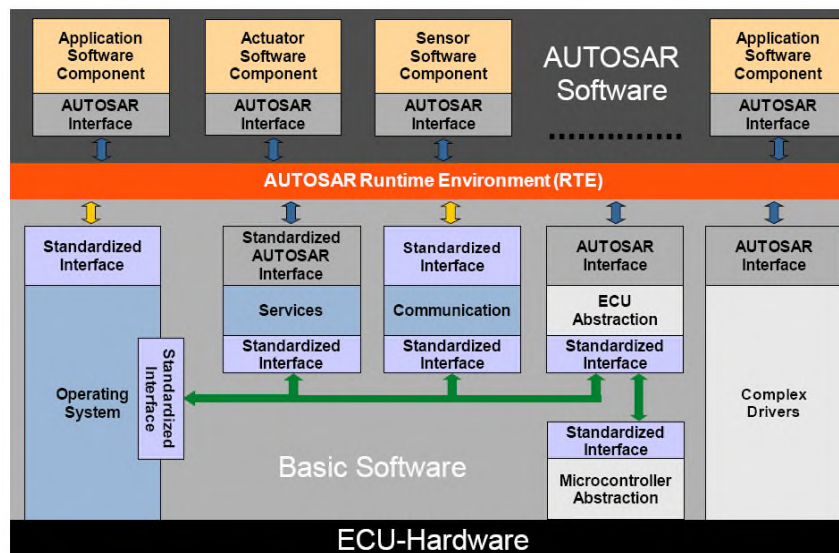 Application
Software
Component
AUTOSAR
Interface
Actuator
Software
Component
AUTOSAR
Interface
Sensor
Software
Component
AUTOSAR
Interface
AUTOSAR
Software
Application
Software
Component
AUTOSAR
Interface
AUTOSAR Runtime Environment (RTE)
Standardized
Interface
Operating
System
Standardized
Interface
Standardized
AUTOSAR
Interface
Services
Standardized
Interface
Standardized
Interface
Communication
Standardized
Interface
AUTOSAR
Interface
ECU
Abstraction
Standardized
Interface
Standardized
Interface
Microcontroller
Abstraction
AUTOSAR
Interface
Complex
Drivers
Basic Software
ECU-Hardware